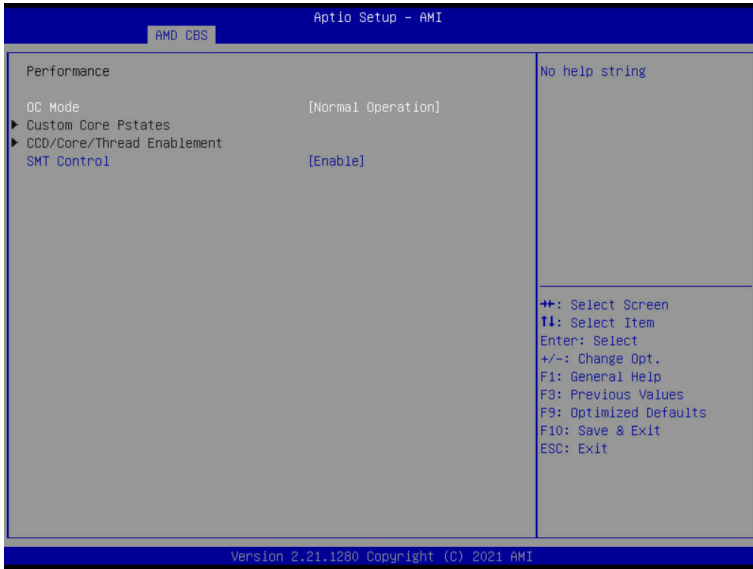 Aptio Setup – AMI
AMD CBS
Performance
No help string
OC Mode [Normal Operation]
▶ Custom Core Pstates
▶ CCD/Core/Thread Enablement
SMT Control [Enable]
→←: Select Screen
↑↓: Select Item
Enter: Select
+/-: Change Opt.
F1: General Help
F3: Previous Values
F9: Optimized Defaults
F10: Save & Exit
ESC: Exit
Version 2.21.1280 Copyright (C) 2021 AMI